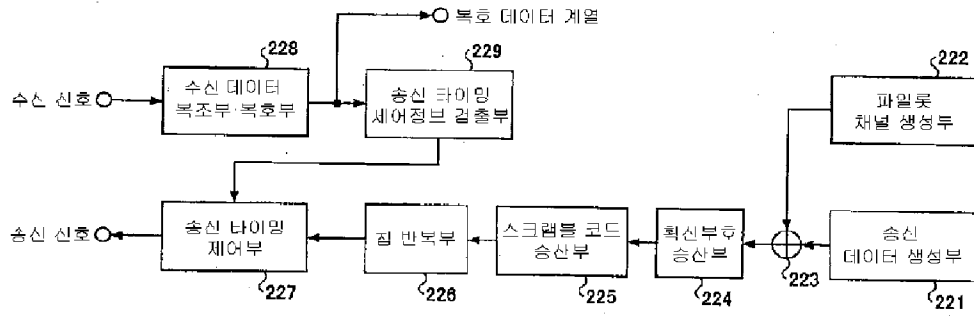 복호 데이터 계열
228
229
222
수신 신호
수신 데이터
복조부·복호부
송신 타이밍
제어정보 검출부
파일롯
채널 생성부
송신 신호
송신 타이밍
제어부
칩 반복부
스크램블 코드
승산부
확산부호
승산부
송신
데이터 생성부
227
226
225
224
223
221